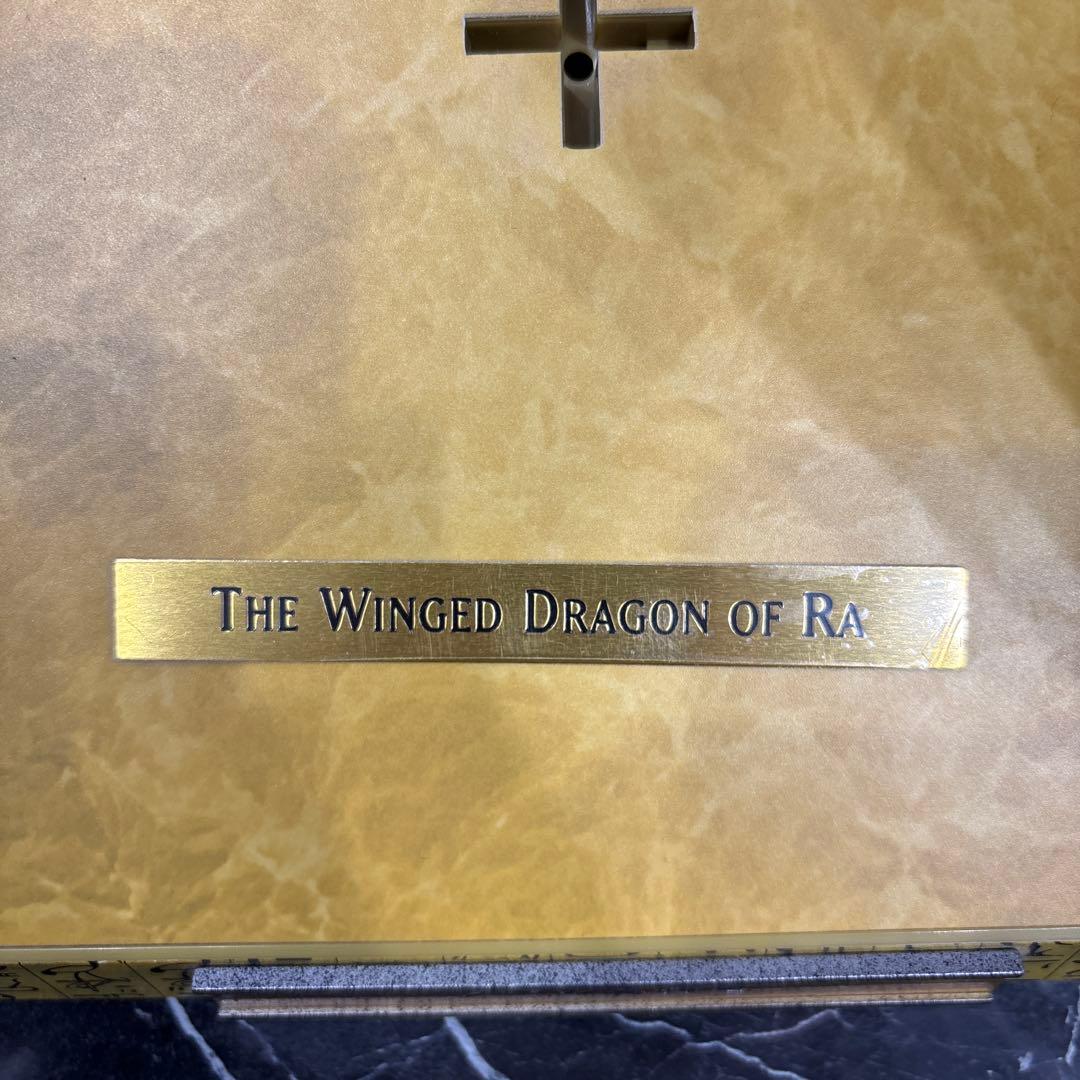 The Winged Dragon of Ra